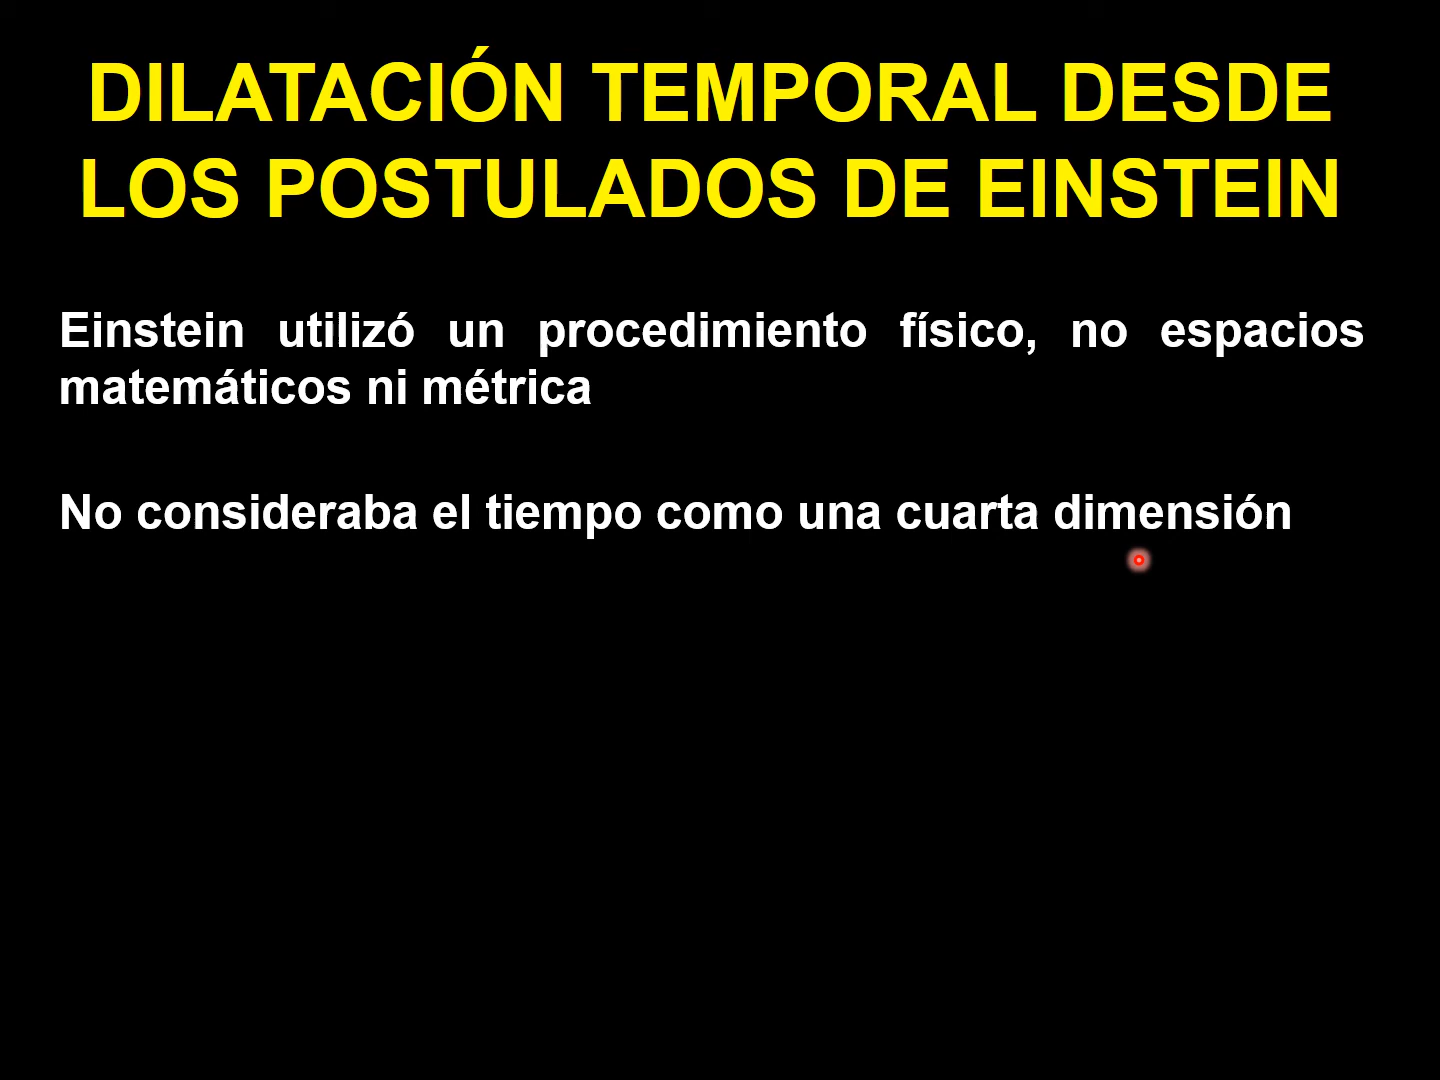 DILATACIÓN TEMPORAL DESDE
LOS POSTULADOS DE EINSTEIN
Einstein utilizó un procedimiento físico, no espacios
matemáticos ni métrica
No consideraba el tiempo como una cuarta dimensión